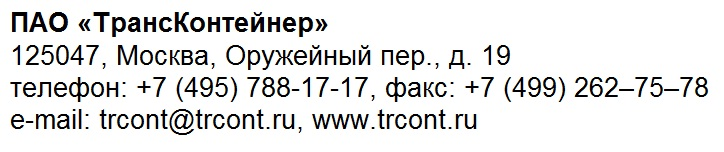 ПАО «ТрансКонтейнер»
125047, Москва, Оружейный пер., д. 19
телефон: +7 (495) 788-17-17, факс: +7 (499) 262–75–78
e-mail: trcont@trcont.ru, www.trcont.ru